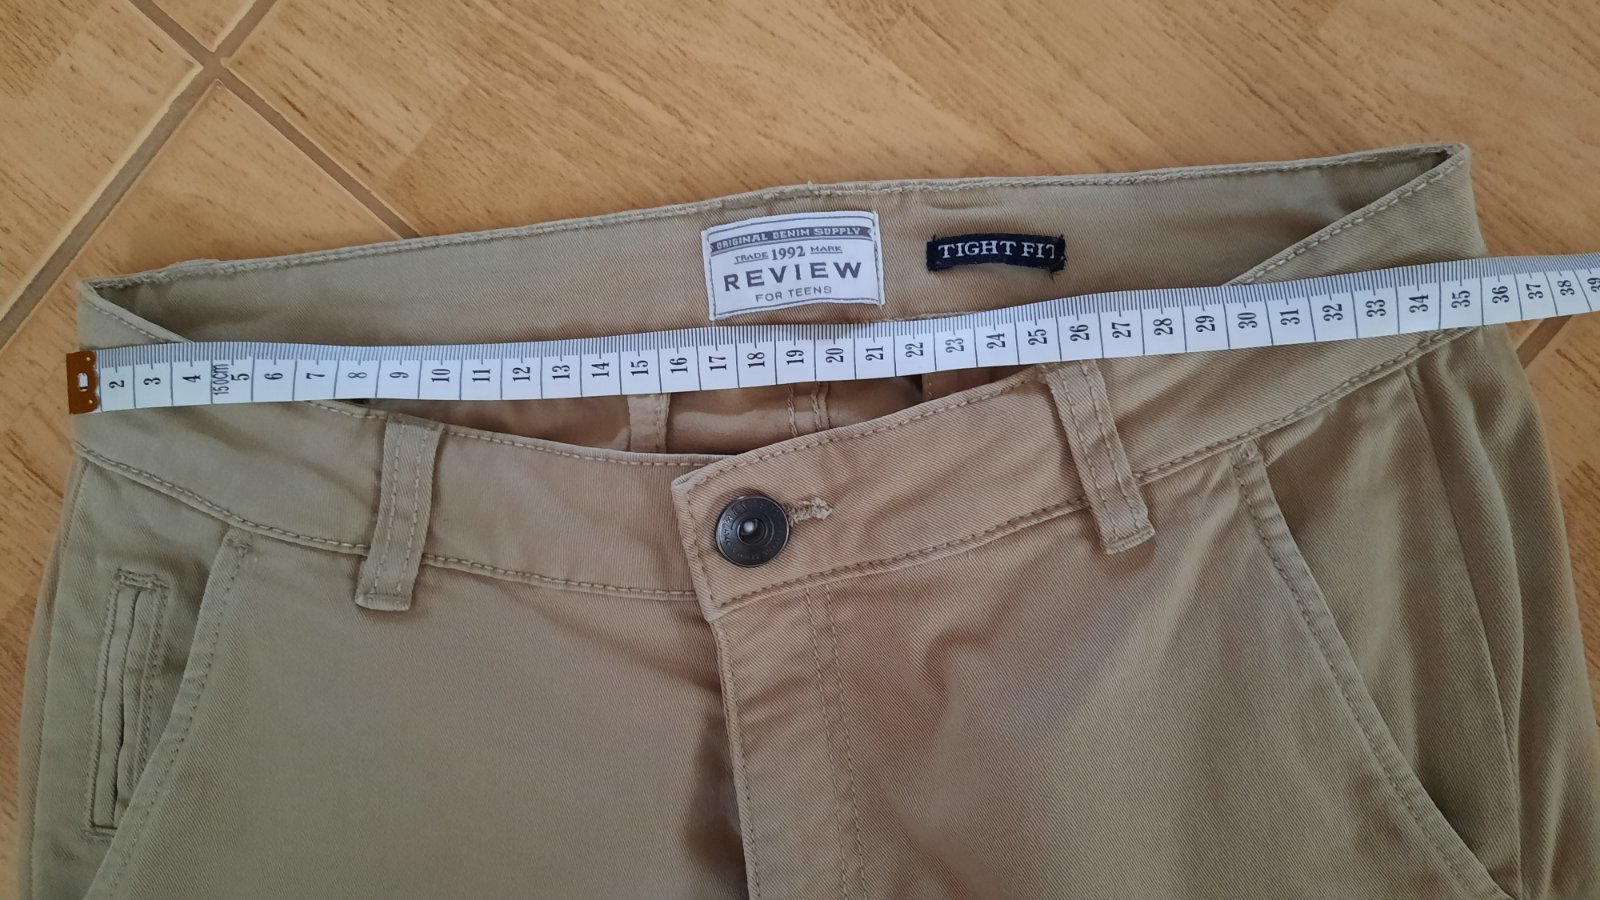 ORIGINAL DENIM SUPPLY
TRADE 1992 MARK
REVIEW
FOR TEENS
TIGHT FIT
2 3 4 150cm 5 6 7 8 9 10 11 12 13 14 15 16 17 18 19 20 21 22 23 24 25 26 27 28 29 30 31 32 33 34 35 36 37 38 39